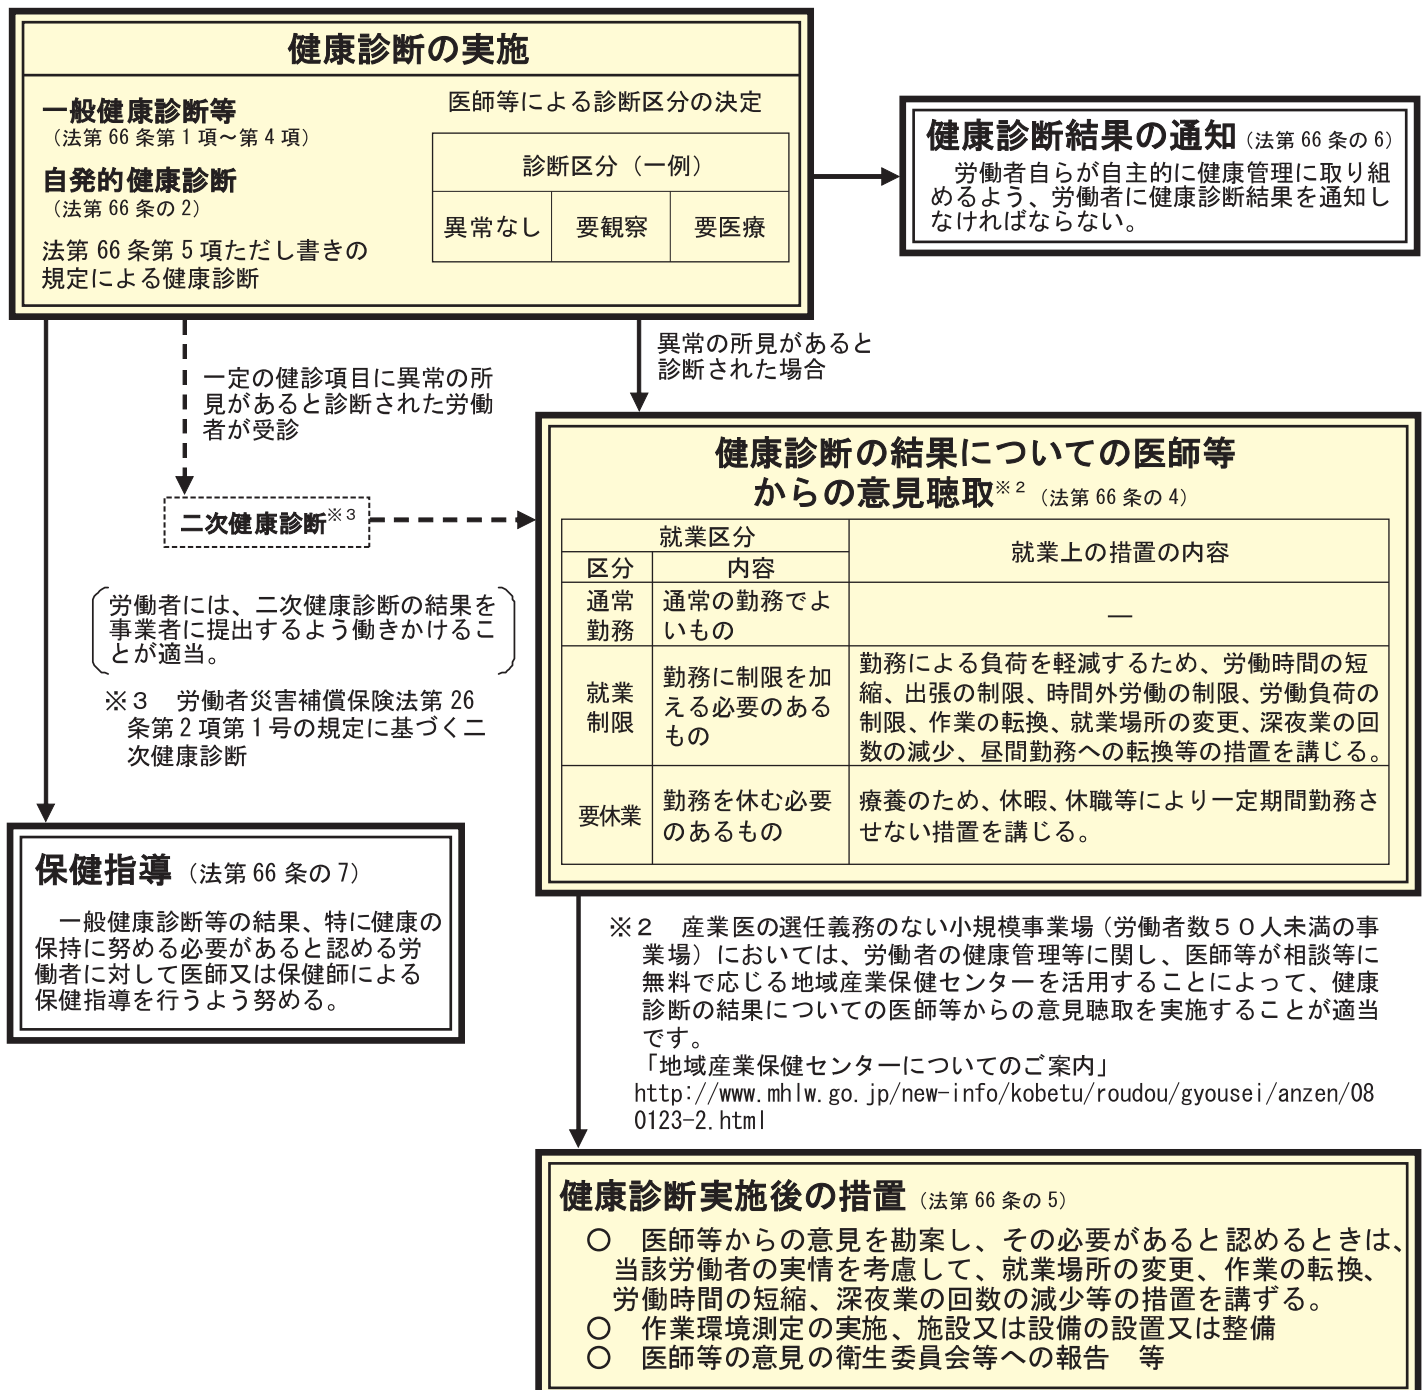 健康診断の実施
一般健康診断等
（法第 66 条第１項～第４項）
自発的健康診断
（法第 66 条の 2）
法第 66 条第５項ただし書きの
規定による健康診断
医師等による診断区分の決定
診断区分（一例）
異常なし 要観察 要医療
健康診断結果の通知（法第 66 条の 6）
労働者自らが自主的に健康管理に取り組
めるよう、労働者に健康診断結果を通知し
なければならない。
異常の所見があると
診断された場合
一定の健診項目に異常の所
見があると診断された労働
者が受診
二次健康診断※３
労働者には、二次健康診断の結果を
事業者に提出するよう働きかけるこ
とが適当。
※３　労働者災害補償保険法第 26
条第２項第１号の規定に基づく二
次健康診断
健康診断の結果についての医師等
からの意見聴取※２（法第 66 条の 4）
就業区分
就業上の措置の内容
区分 内容
通常
勤務
通常の勤務でよ
いもの
―
就業
制限
勤務に制限を加
える必要のある
もの
勤務による負荷を軽減するため、労働時間の短
縮、出張の制限、時間外労働の制限、労働負荷の
制限、作業の転換、就業場所の変更、深夜業の回
数の減少、昼間勤務への転換等の措置を講じる。
要休業
勤務を休む必要
のあるもの
療養のため、休暇、休職等により一定期間勤務さ
せない措置を講じる。
保健指導（法第 66 条の 7）
一般健康診断等の結果、特に健康の
保持に努める必要があると認める労
働者に対して医師又は保健師による
保健指導を行うよう努める。
※２　産業医の選任義務のない小規模事業場（労働者数５０人未満の事
業場）においては、労働者の健康管理等に関し、医師等が相談等に
無料で応じる地域産業保健センターを活用することによって、健康
診断の結果についての医師等からの意見聴取を実施することが適当
です。
「地域産業保健センターについてのご案内」
http://www.mhlw.go.jp/new-info/kobetu/roudou/gyousei/anzen/08
0123-2.html
健康診断実施後の措置（法第 66 条の 5）
○　医師等からの意見を勘案し、その必要があると認めるときは、
当該労働者の実情を考慮して、就業場所の変更、作業の転換、
労働時間の短縮、深夜業の回数の減少等の措置を講ずる。
○　作業環境測定の実施、施設又は設備の設置又は整備
○　医師等の意見の衛生委員会等への報告　等